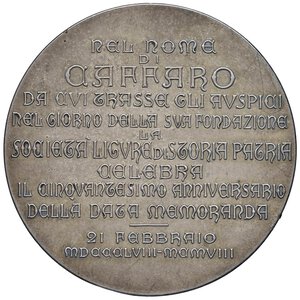 NEL NOME
DI
CAFFARO
DA CVI TRASSE GLI AVSPICI
NEL GIORNO DELLA SVA FONDAZIONE
LA
SOCIETÀ LIGVRE DI STORIA PATRIA
CELEBRA
IL CINQVANTESIMO ANNIVERSARIO
DELLA DATA MEMORANDA
21 FEBBRAIO
MDCCCLVIII-MCMVIII